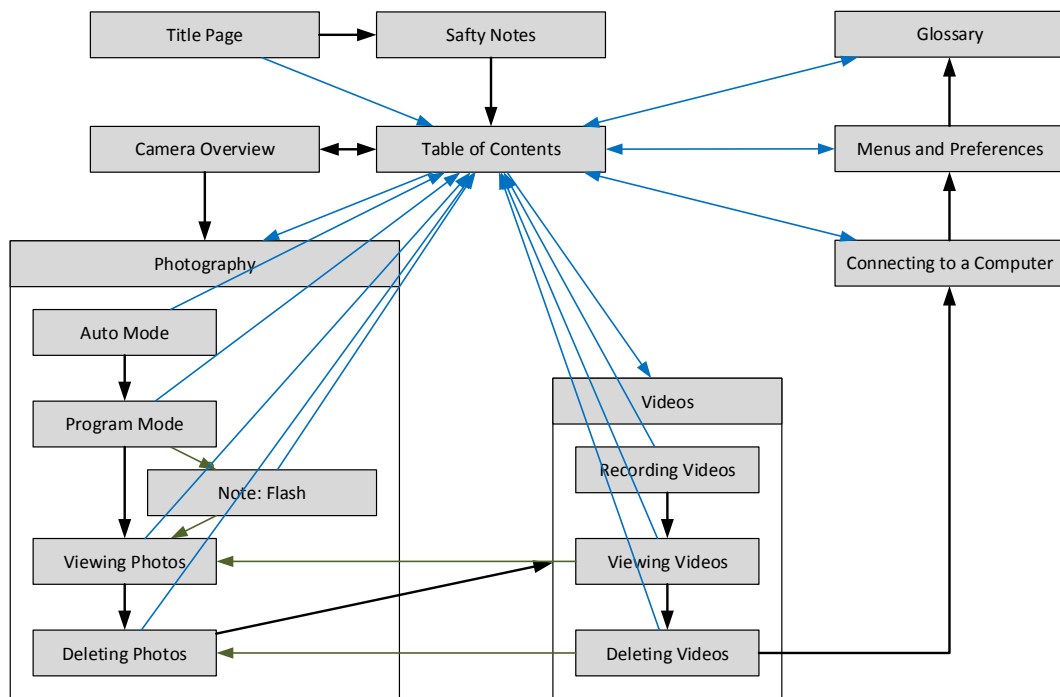 Title Page
Safty Notes
Glossary
Camera Overview
Table of Contents
Menus and Preferences
Photography
Connecting to a Computer
Auto Mode
Program Mode
Videos
Note: Flash
Recording Videos
Viewing Photos
Viewing Videos
Deleting Photos
Deleting Videos